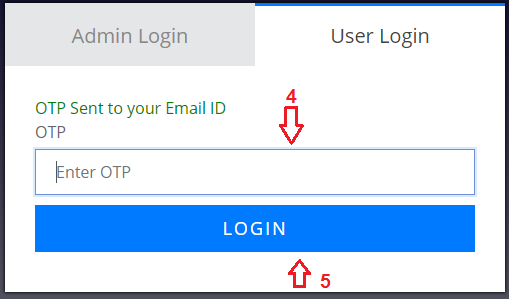 Admin Login
User Login
OTP Sent to your Email ID
4
OTP
Enter OTP
LOGIN
5